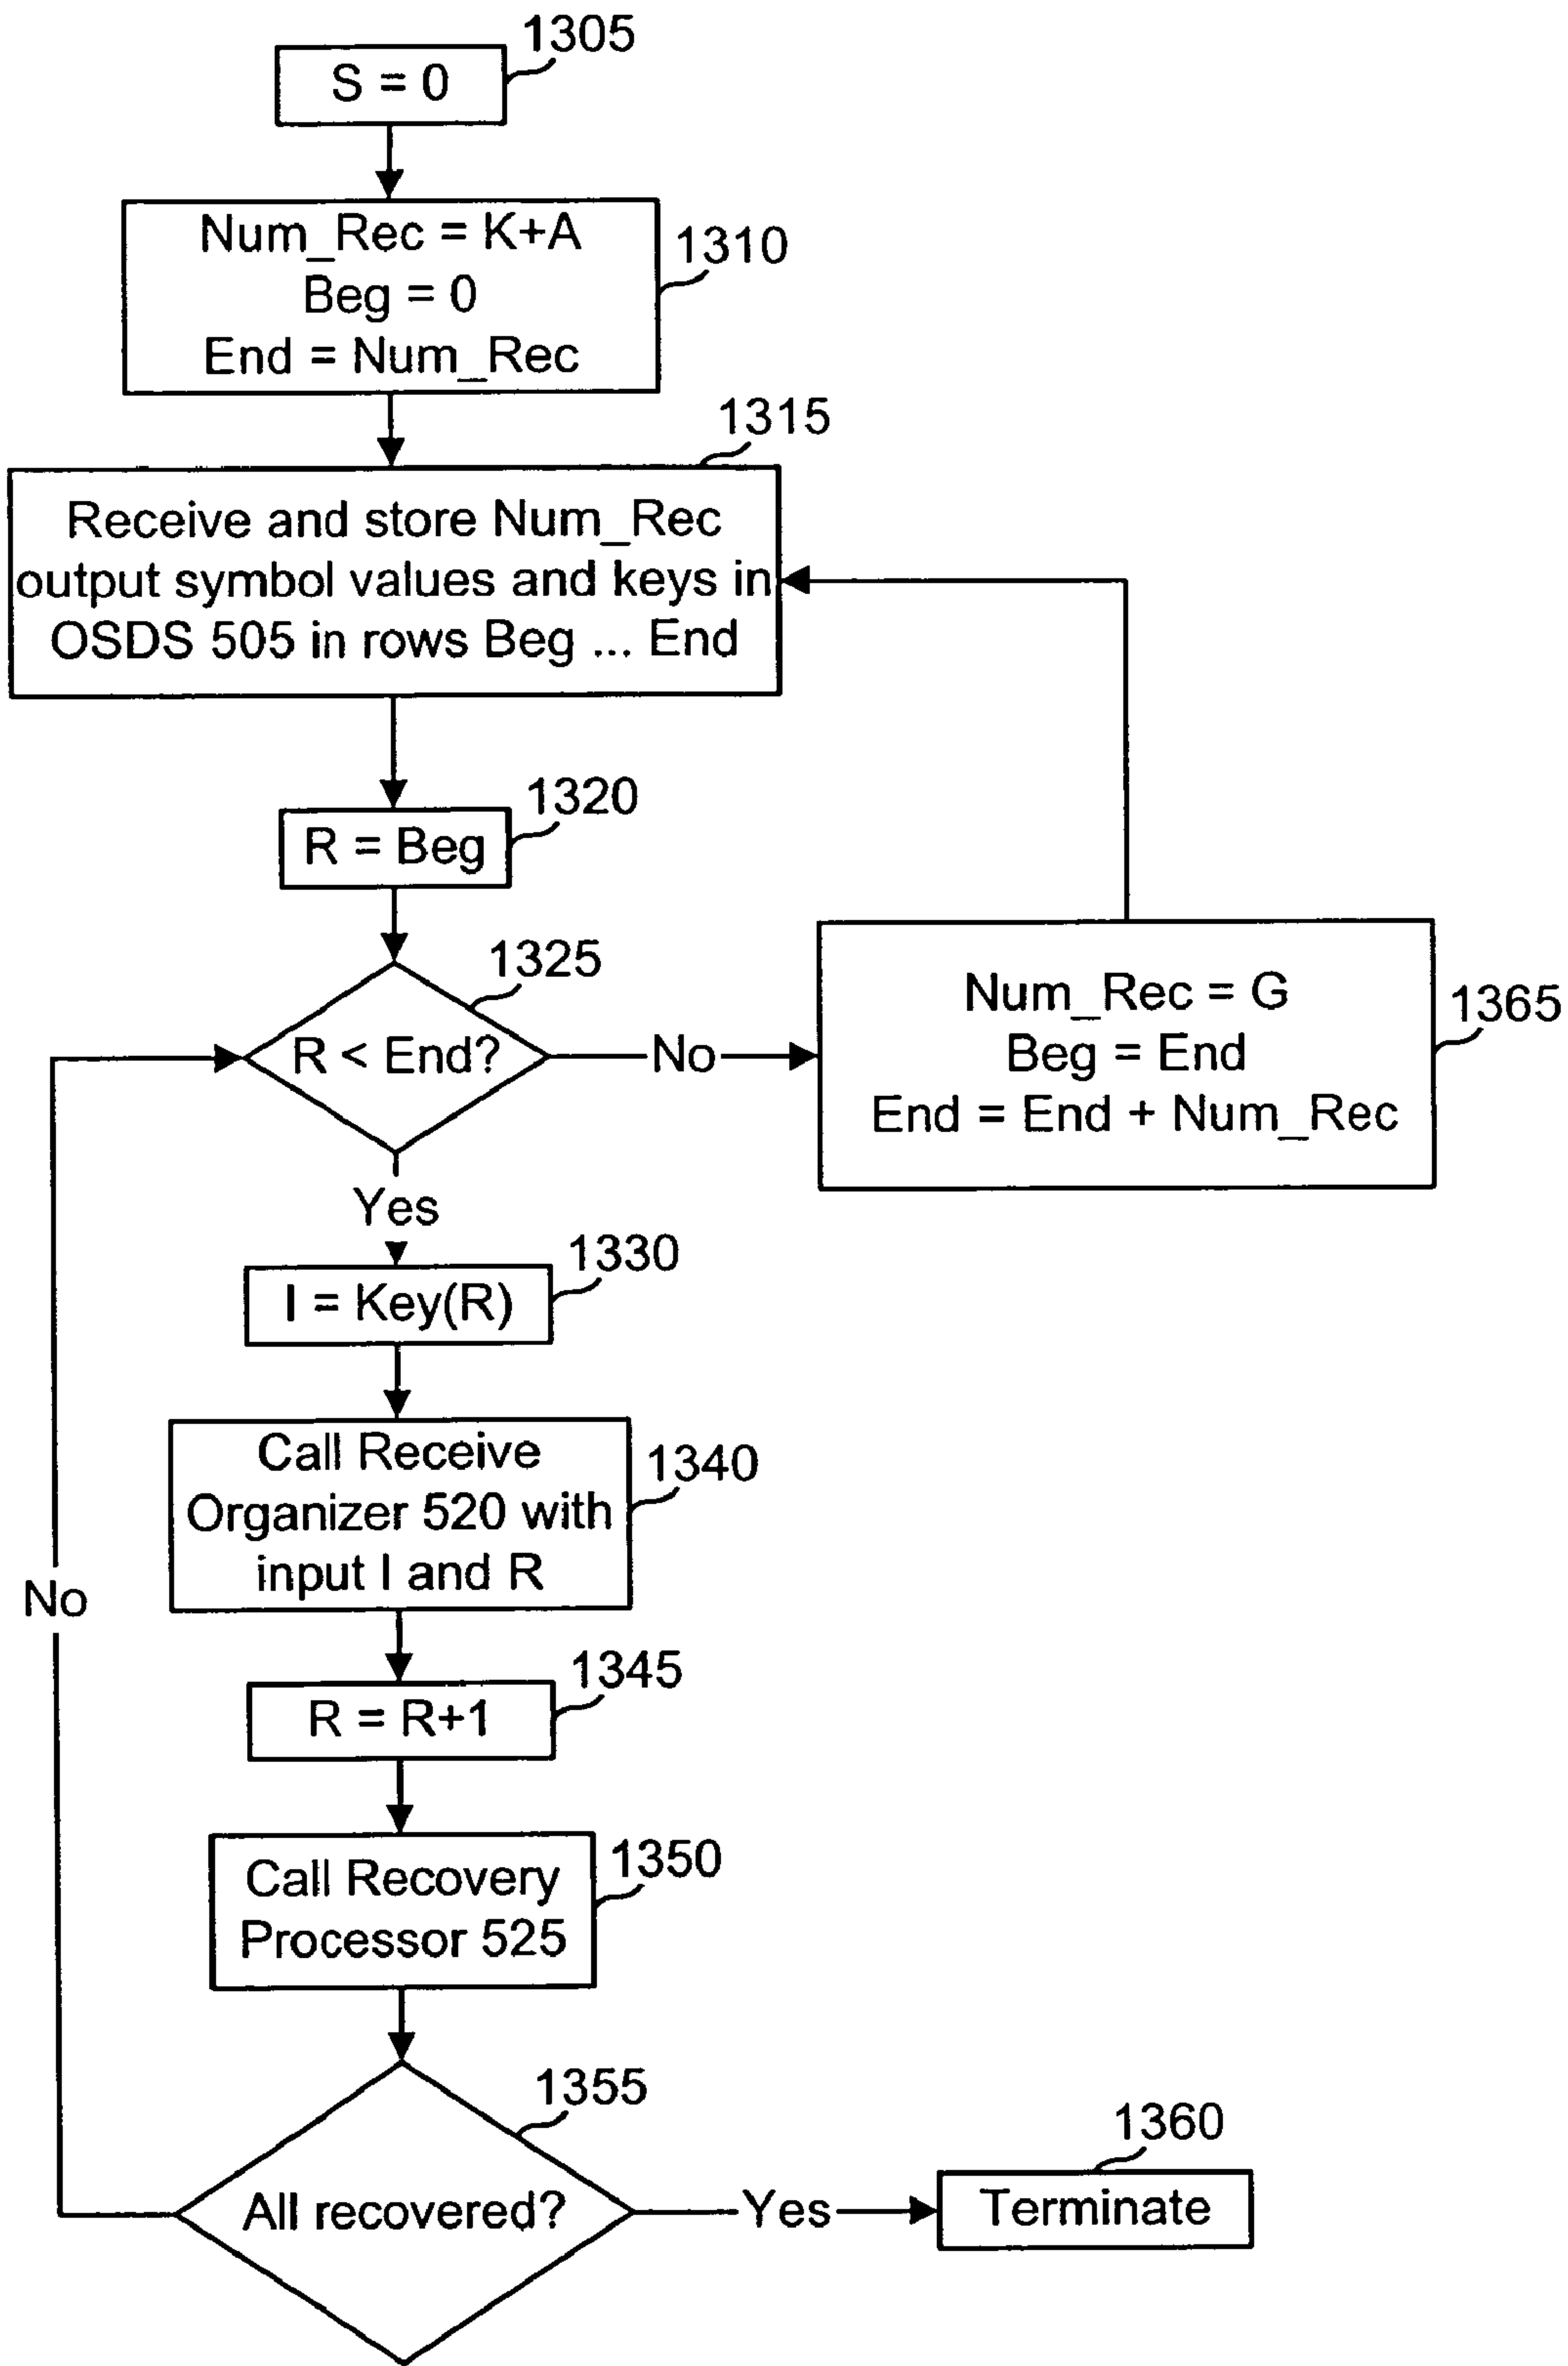 1305
S = 0
1310
Num_Rec = K+A
Beg = 0
End = Num_Rec
1315
Receive and store Num_Rec
output symbol values and keys in
OSDS 505 in rows Beg ... End
1320
R = Beg
1325
R < End?
No
1365
Num_Rec = G
Beg = End
End = End + Num_Rec
Yes
1330
I = Key(R)
1340
Call Receive
Organizer 520 with
input I and R
No
1345
R = R+1
1350
Call Recovery
Processor 525
1355
All recovered?
Yes
1360
Terminate